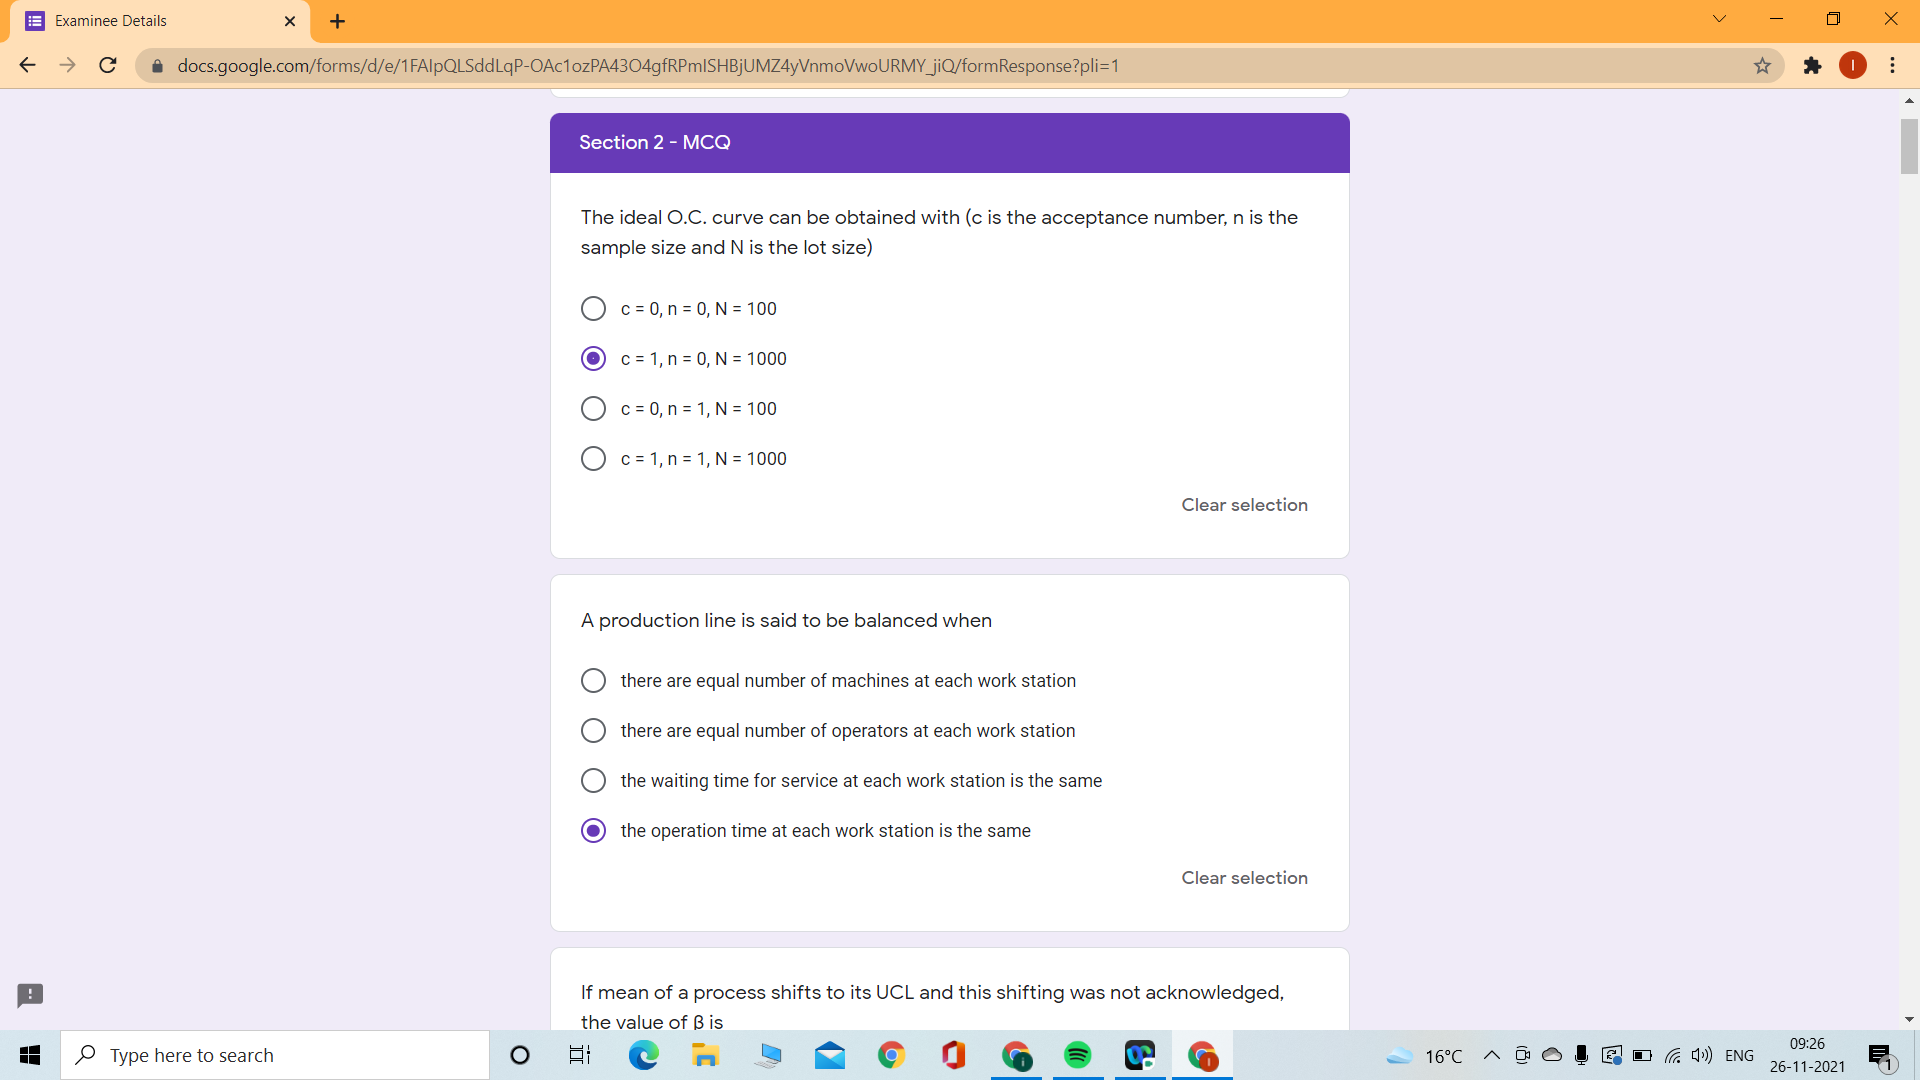 Examinee Details
docs.google.com/forms/d/e/1FAIpQLSddLqP-OAc1ozPA43O4gfRPmISHBjUMZ4yVnmoVwoURMY_jiQ/formResponse?pli=1
I
Section 2 - MCQ
The ideal O.C. curve can be obtained with (c is the acceptance number, n is the
sample size and N is the lot size)
c = 0, n = 0, N = 100
c = 1, n = 0, N = 1000
c = 0, n = 1, N = 100
c = 1, n = 1, N = 1000
Clear selection
A production line is said to be balanced when
there are equal number of machines at each work station
there are equal number of operators at each work station
the waiting time for service at each work station is the same
the operation time at each work station is the same
Clear selection
If mean of a process shifts to its UCL and this shifting was not acknowledged,
the value of β is
Type here to search
16°C
ENG
09:26
26-11-2021
1